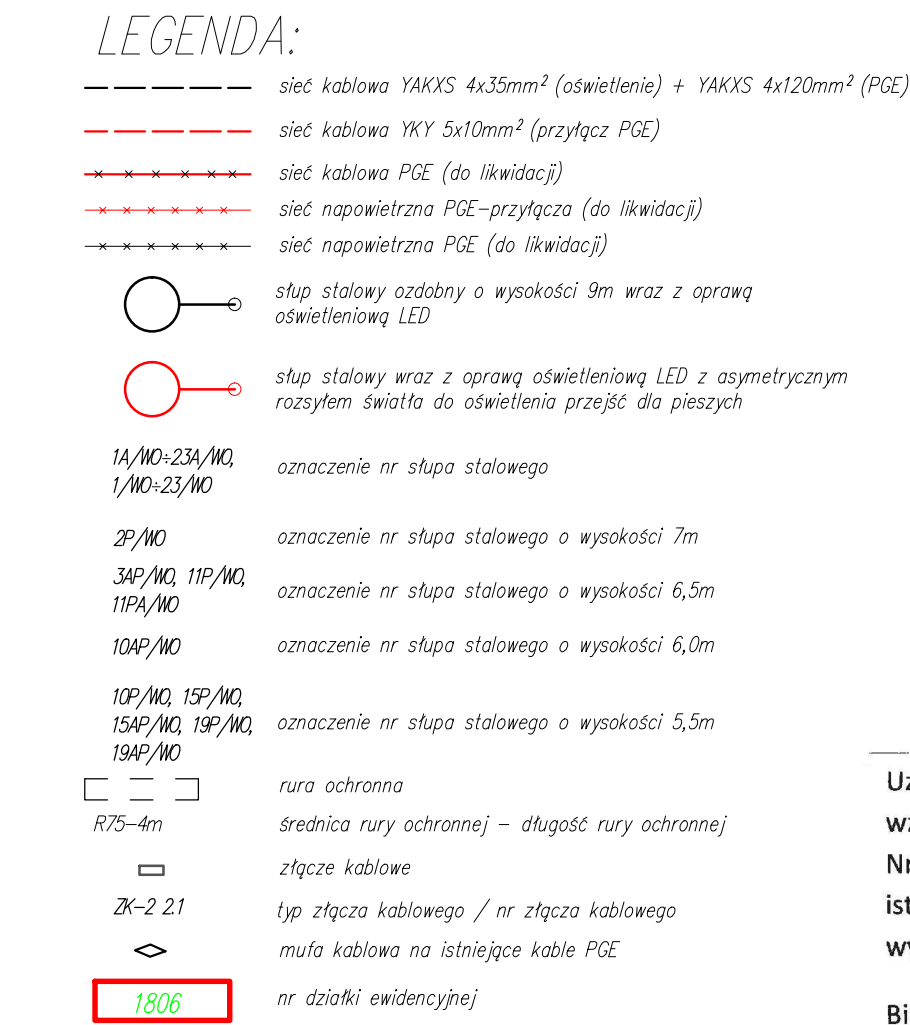 LEGENDA:
sieć kablowa YAKXS 4x35mm² (oświetlenie) + YAKXS 4x120mm² (PGE)
sieć kablowa YKY 5x10mm² (przyłącz PGE)
sieć kablowa PGE (do likwidacji)
sieć napowietrzna PGE-przyłącza (do likwidacji)
sieć napowietrzna PGE (do likwidacji)
słup stalowy ozdobny o wysokości 9m wraz z oprawą
oświetleniową LED
słup stalowy wraz z oprawą oświetleniową LED z asymetrycznym
rozsyłem światła do oświetlenia przejść dla pieszych
1A/WO÷23A/WO,
1/WO÷23/WO
oznaczenie nr słupa stalowego
2P/WO oznaczenie nr słupa stalowego o wysokości 7m
3AP/WO, 11P/WO,
11PA/WO
oznaczenie nr słupa stalowego o wysokości 6,5m
10AP/WO oznaczenie nr słupa stalowego o wysokości 6,0m
10P/WO, 15P/WO,
15AP/WO, 19P/WO, oznaczenie nr słupa stalowego o wysokości 5,5m
19AP/WO
rura ochronna
R75-4m średnica rury ochronnej - długość rury ochronnej
złącze kablowe
ZK-2 2.1 typ złącza kablowego / nr złącza kablowego
mufa kablowa na istniejące kable PGE
1806 nr działki ewidencyjnej